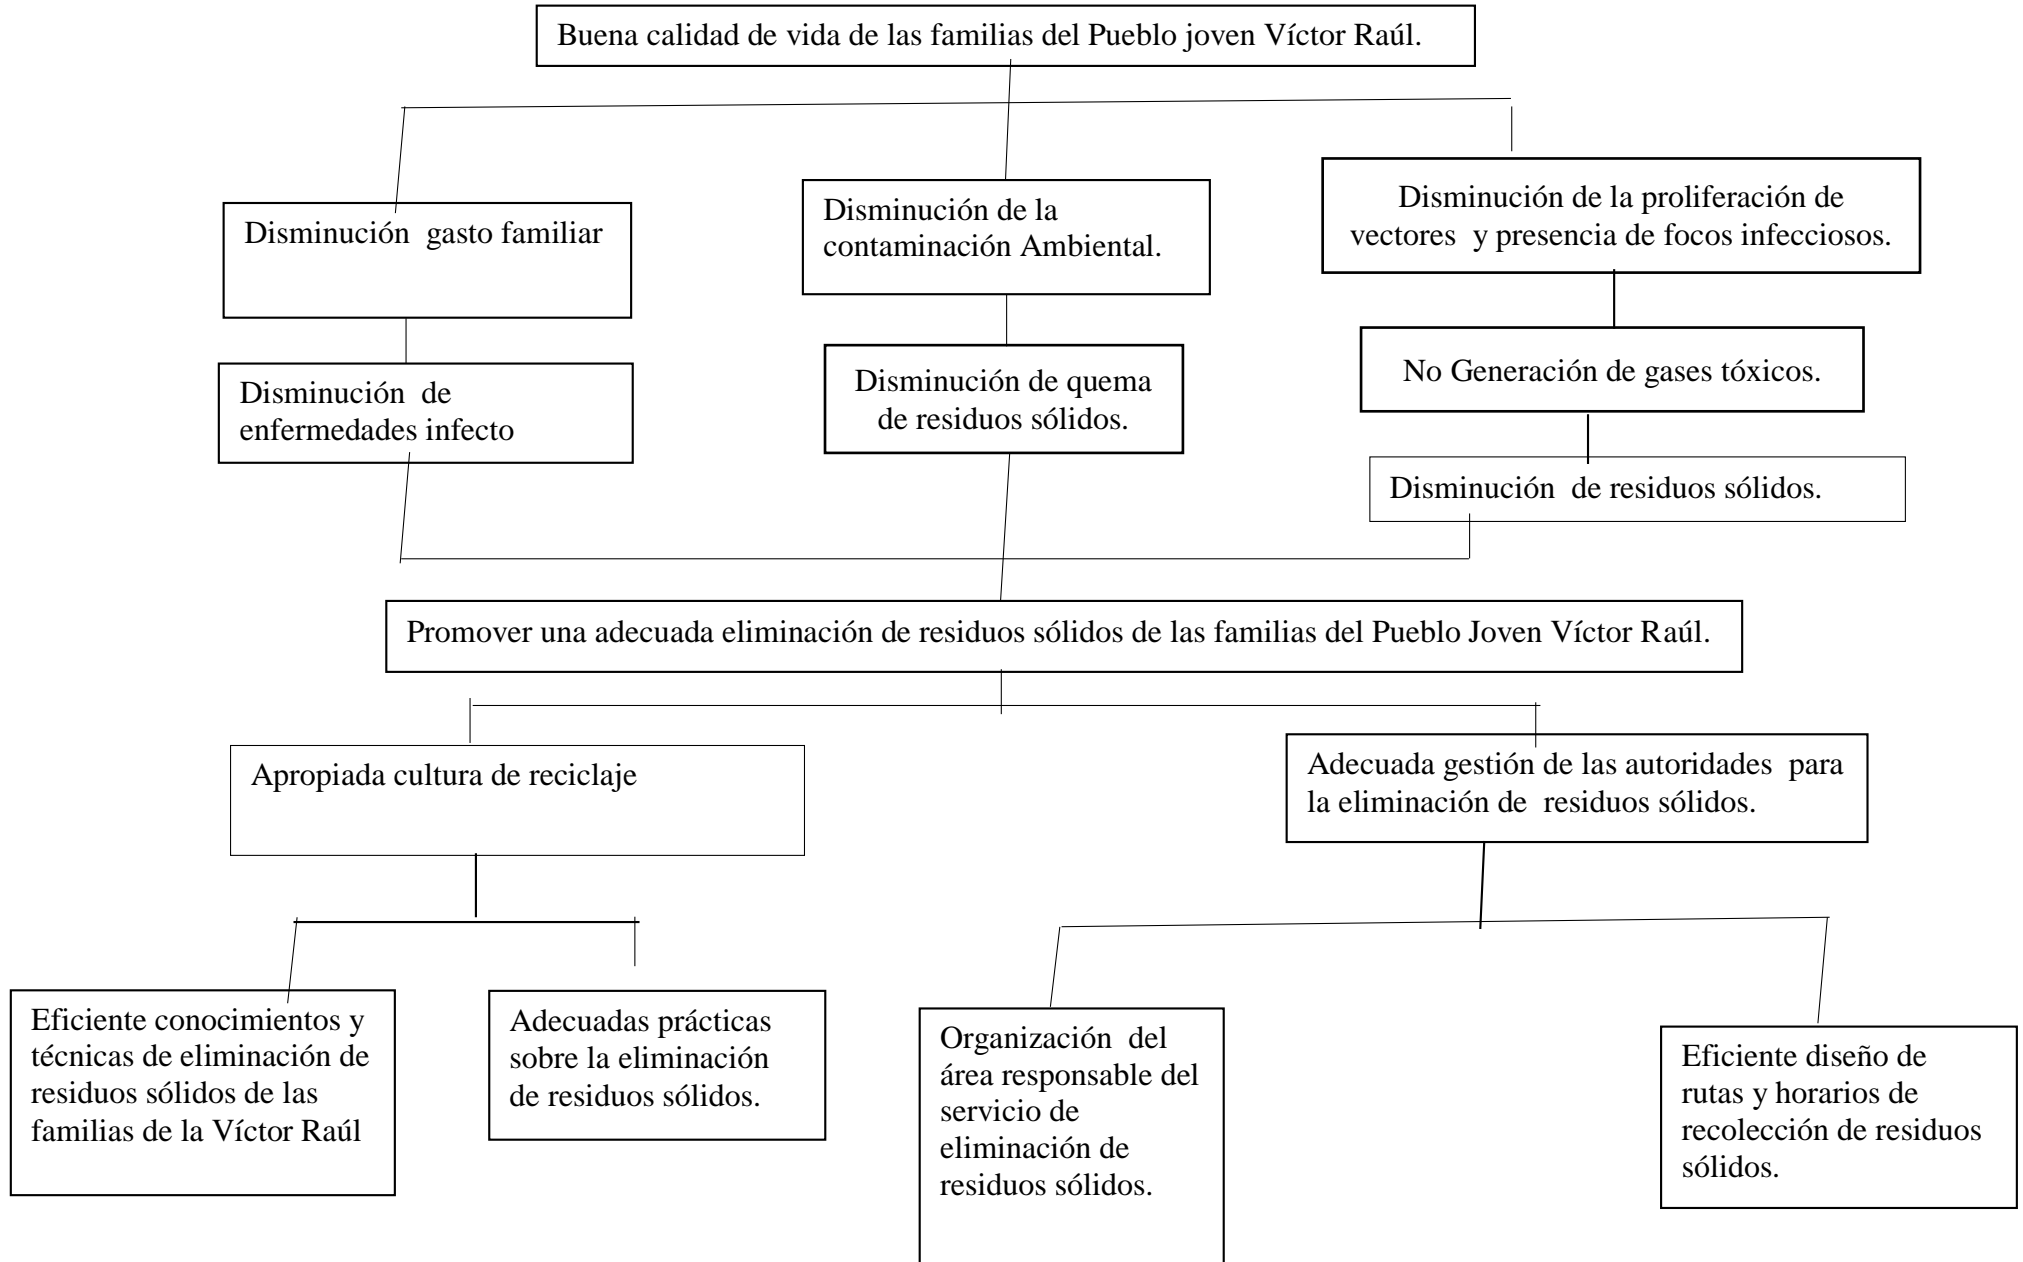 Buena calidad de vida de las familias del Pueblo joven Víctor Raúl.
Disminución  gasto familiar
Disminución de la
contaminación Ambiental.
Disminución de la proliferación de
vectores  y presencia de focos infecciosos.
Disminución  de
enfermedades infecto
Disminución de quema
de residuos sólidos.
No Generación de gases tóxicos.
Disminución  de residuos sólidos.
Promover una adecuada eliminación de residuos sólidos de las familias del Pueblo Joven Víctor Raúl.
Apropiada cultura de reciclaje
Adecuada gestión de las autoridades  para
la eliminación de  residuos sólidos.
Eficiente conocimientos y
técnicas de eliminación de
residuos sólidos de las
familias de la Víctor Raúl
Adecuadas prácticas
sobre la eliminación
de residuos sólidos.
Organización  del
área responsable del
servicio de
eliminación de
residuos sólidos.
Eficiente diseño de
rutas y horarios de
recolección de residuos
sólidos.